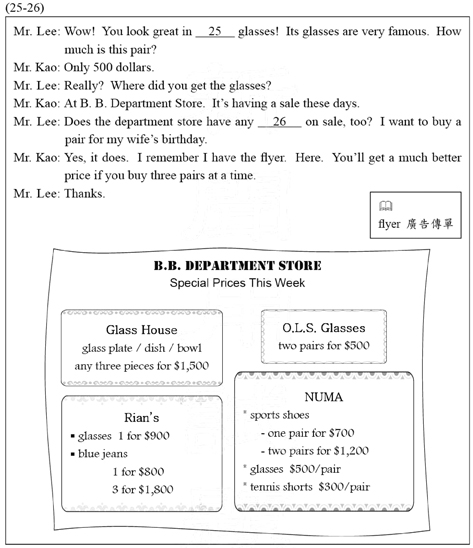 (25-26)
Mr. Lee: Wow! You look great in 25 glasses! Its glasses are very famous. How
much is this pair?
Mr. Kao: Only 500 dollars.
Mr. Lee: Really? Where did you get the glasses?
Mr. Kao: At B. B. Department Store. It's having a sale these days.
Mr. Lee: Does the department store have any 26 on sale, too? I want to buy a
pair for my wife's birthday.
Mr. Kao: Yes, it does. I remember I have the flyer. Here. You'll get a much better
price if you buy three pairs at a time.
Mr. Lee: Thanks.
flyer 廣告傳單
B.B. DEPARTMENT STORE
Special Prices This Week
Glass House
glass plate / dish / bowl
any three pieces for $1,500
O.L.S. Glasses
two pairs for $500
Rian's
▪ glasses 1 for $900
▪ blue jeans
1 for $800
3 for $1,800
NUMA
* sports shoes
- one pair for $700
- two pairs for $1,200
* glasses $500/pair
* tennis shorts $300/pair